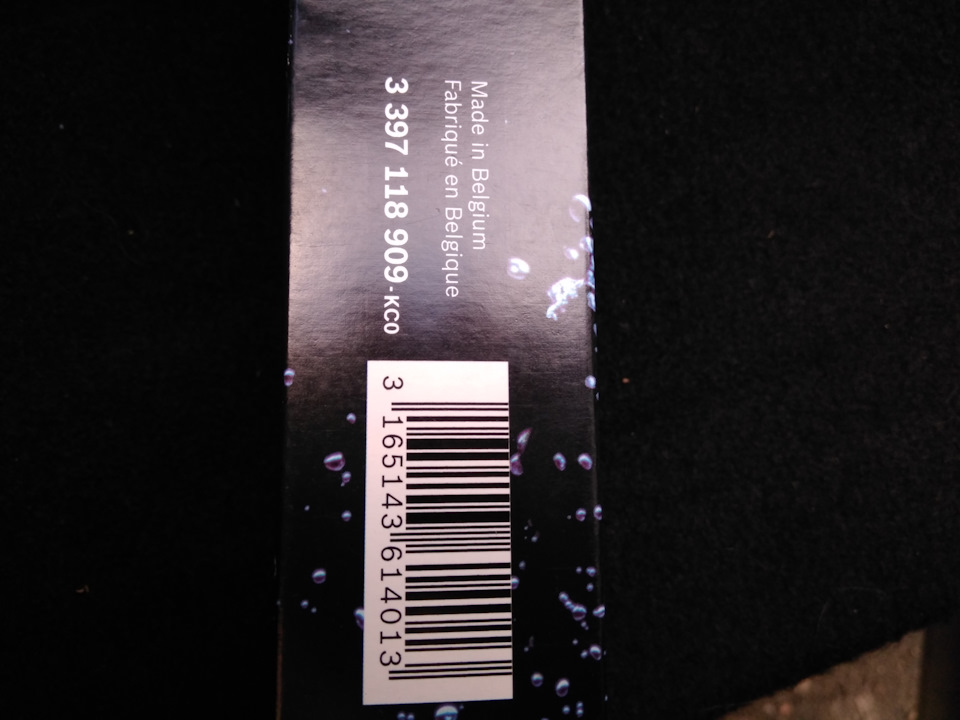 Made in Belgium
Fabriqué en Belgique
3 397 118 909-KC0
3 165143 614013